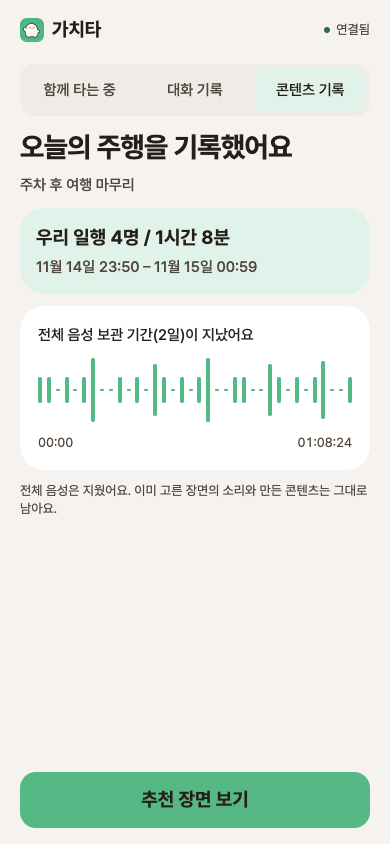 가치타
연결됨
함께 타는 중
대화 기록
콘텐츠 기록
오늘의 주행을 기록했어요
주차 후 여행 마무리
우리 일행 4명 / 1시간 8분
11월 14일 23:50 – 11월 15일 00:59
전체 음성 보관 기간(2일)이 지났어요
00:00
01:08:24
전체 음성은 지웠어요. 이미 고른 장면의 소리와 만든 콘텐츠는 그대로
남아요.
추천 장면 보기